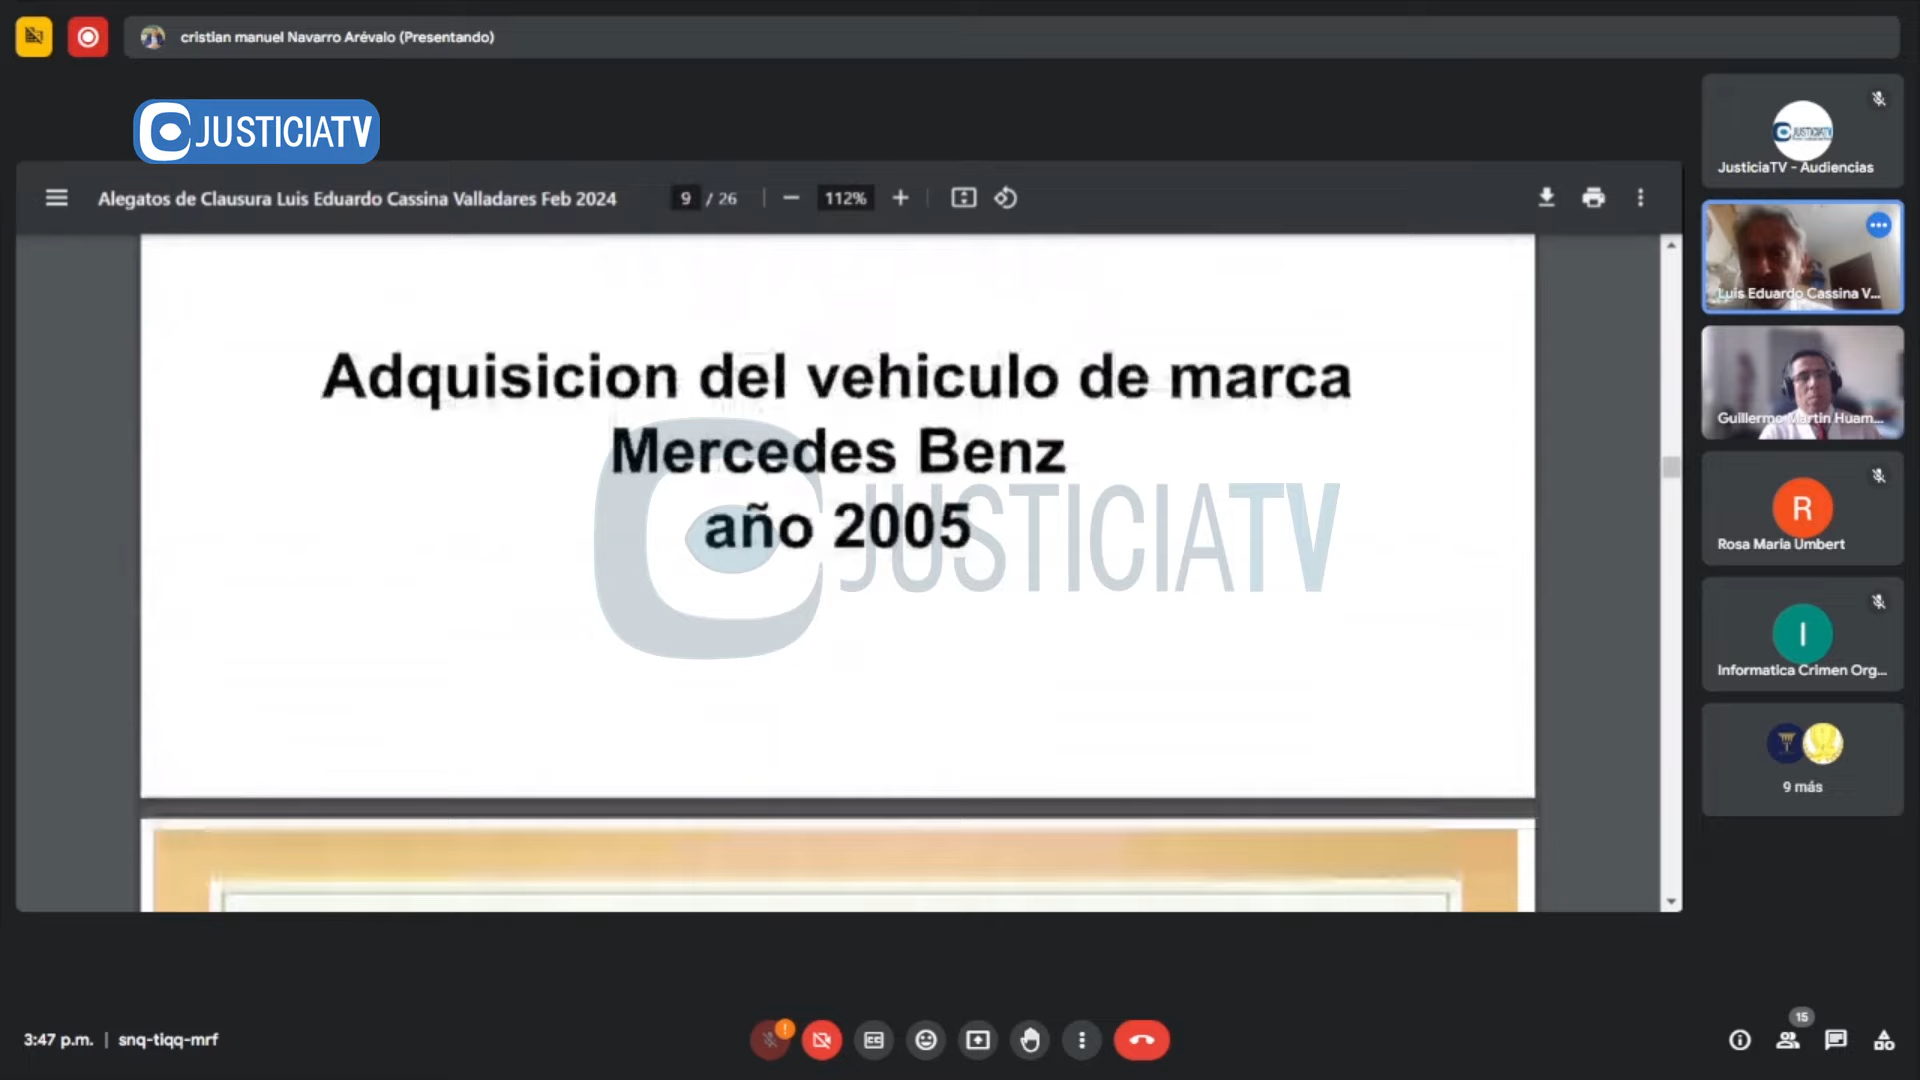 cristian manuel Navarro Arévalo (Presentando)
JUSTICIATV
Alegatos de Clausura Luis Eduardo Cassina Valladares Feb 2024
9 / 26
112%
Adquisicion del vehiculo de marca
Mercedes Benz
año 2005
JUSTICIATV
JUSTICIATV
JusticiaTV - Audiencias
Luis Eduardo Cassina V...
Guillermo Martin Huam...
R
Rosa Maria Umbert
I
Informatica Crimen Org...
9 más
3:47 p.m. | snq-tiqq-mrf
15